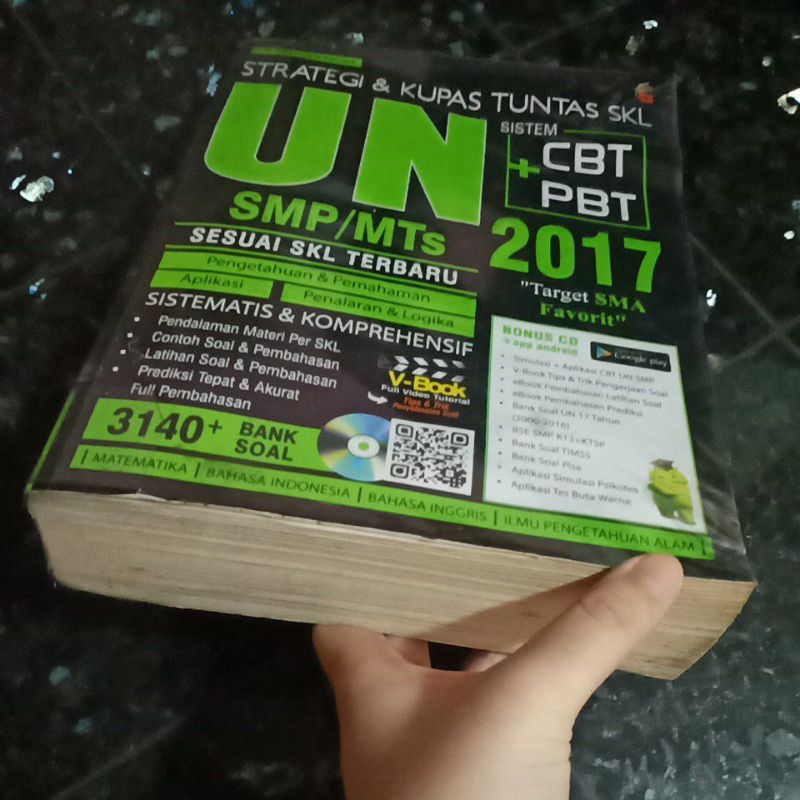 STRATEGI & KUPAS TUNTAS SKL
UN
SISTEM
+ CBT
PBT
SMP/MTs
2017
SESUAI SKL TERBARU
"Target SMA
Favorit"
Pengetahuan & Pemahaman
Aplikasi
Penalaran & Logika
SISTEMATIS & KOMPREHENSIF
• Pendalaman Materi Per SKL
• Contoh Soal & Pembahasan
• Latihan Soal & Pembahasan
• Prediksi Tepat & Akurat
Full Pembahasan
V-Book
Full Video Tutorial
Tips & Trik
Penyelesaian Soal
BONUS CD
+ app android
Google play
• Simulasi + Aplikasi CBT UN SMP
• V-Book Tips & Trik Pengerjaan Soal
• eBook Pembahasan Latihan Soal
• eBook Pembahasan Prediksi
• Bank Soal UN 17 Tahun
(2000-2016)
• BSE SMP K13+KTSP
• Bank Soal TIMSS
• Bank Soal Pisa
• Aplikasi Simulasi Psikotes
• Aplikasi Tes Buta Warna
3140+ BANK
SOAL
| MATEMATIKA | BAHASA INDONESIA | BAHASA INGGRIS | ILMU PENGETAHUAN ALAM |